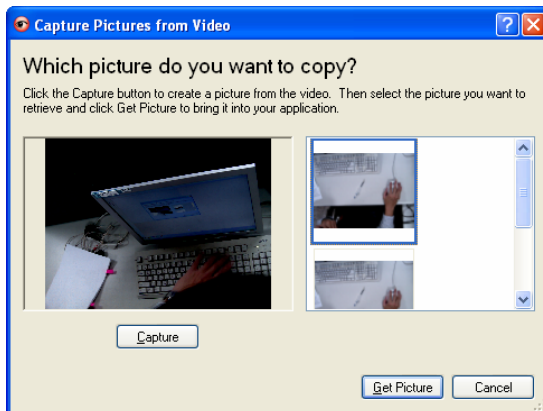 Capture Pictures from Video
Which picture do you want to copy?
Click the Capture button to create a picture from the video. Then select the picture you want to
retrieve and click Get Picture to bring it into your application.
Capture
Get Picture
Cancel